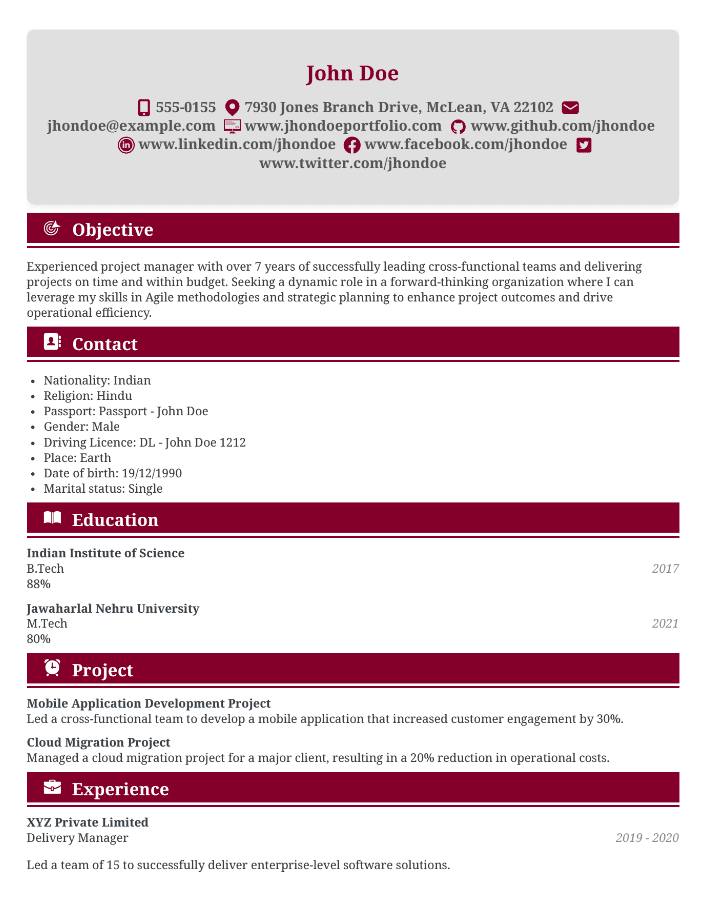 John Doe
555-0155 7930 Jones Branch Drive, McLean, VA 22102
jhondoe@example.com www.jhondoeportfolio.com www.github.com/jhondoe
www.linkedin.com/jhondoe www.facebook.com/jhondoe
www.twitter.com/jhondoe
Objective
Experienced project manager with over 7 years of successfully leading cross-functional teams and delivering
projects on time and within budget. Seeking a dynamic role in a forward-thinking organization where I can
leverage my skills in Agile methodologies and strategic planning to enhance project outcomes and drive
operational efficiency.
Contact
• Nationality: Indian
• Religion: Hindu
• Passport: Passport - John Doe
• Gender: Male
• Driving Licence: DL - John Doe 1212
• Place: Earth
• Date of birth: 19/12/1990
• Marital status: Single
Education
Indian Institute of Science
B.Tech 2017
88%
Jawaharlal Nehru University
M.Tech 2021
80%
Project
Mobile Application Development Project
Led a cross-functional team to develop a mobile application that increased customer engagement by 30%.
Cloud Migration Project
Managed a cloud migration project for a major client, resulting in a 20% reduction in operational costs.
Experience
XYZ Private Limited
Delivery Manager 2019 - 2020
Led a team of 15 to successfully deliver enterprise-level software solutions.